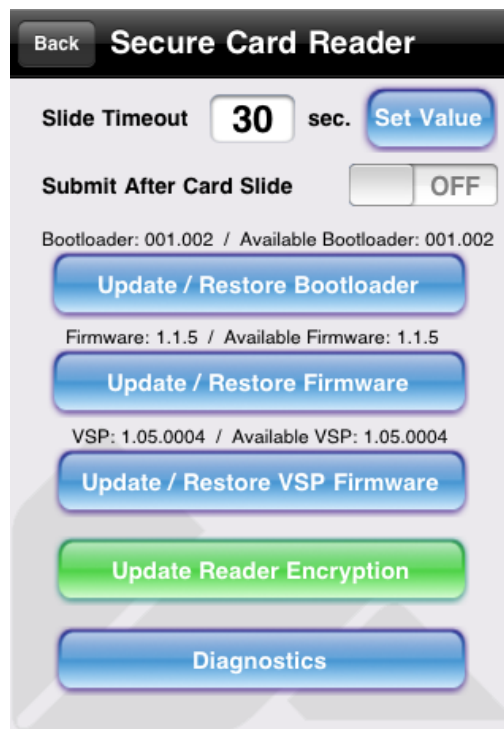 Back Secure Card Reader
Slide Timeout 30 sec. Set Value
Submit After Card Slide OFF
Bootloader: 001.002 / Available Bootloader: 001.002
Update / Restore Bootloader
Firmware: 1.1.5 / Available Firmware: 1.1.5
Update / Restore Firmware
VSP: 1.05.0004 / Available VSP: 1.05.0004
Update / Restore VSP Firmware
Update Reader Encryption
Diagnostics